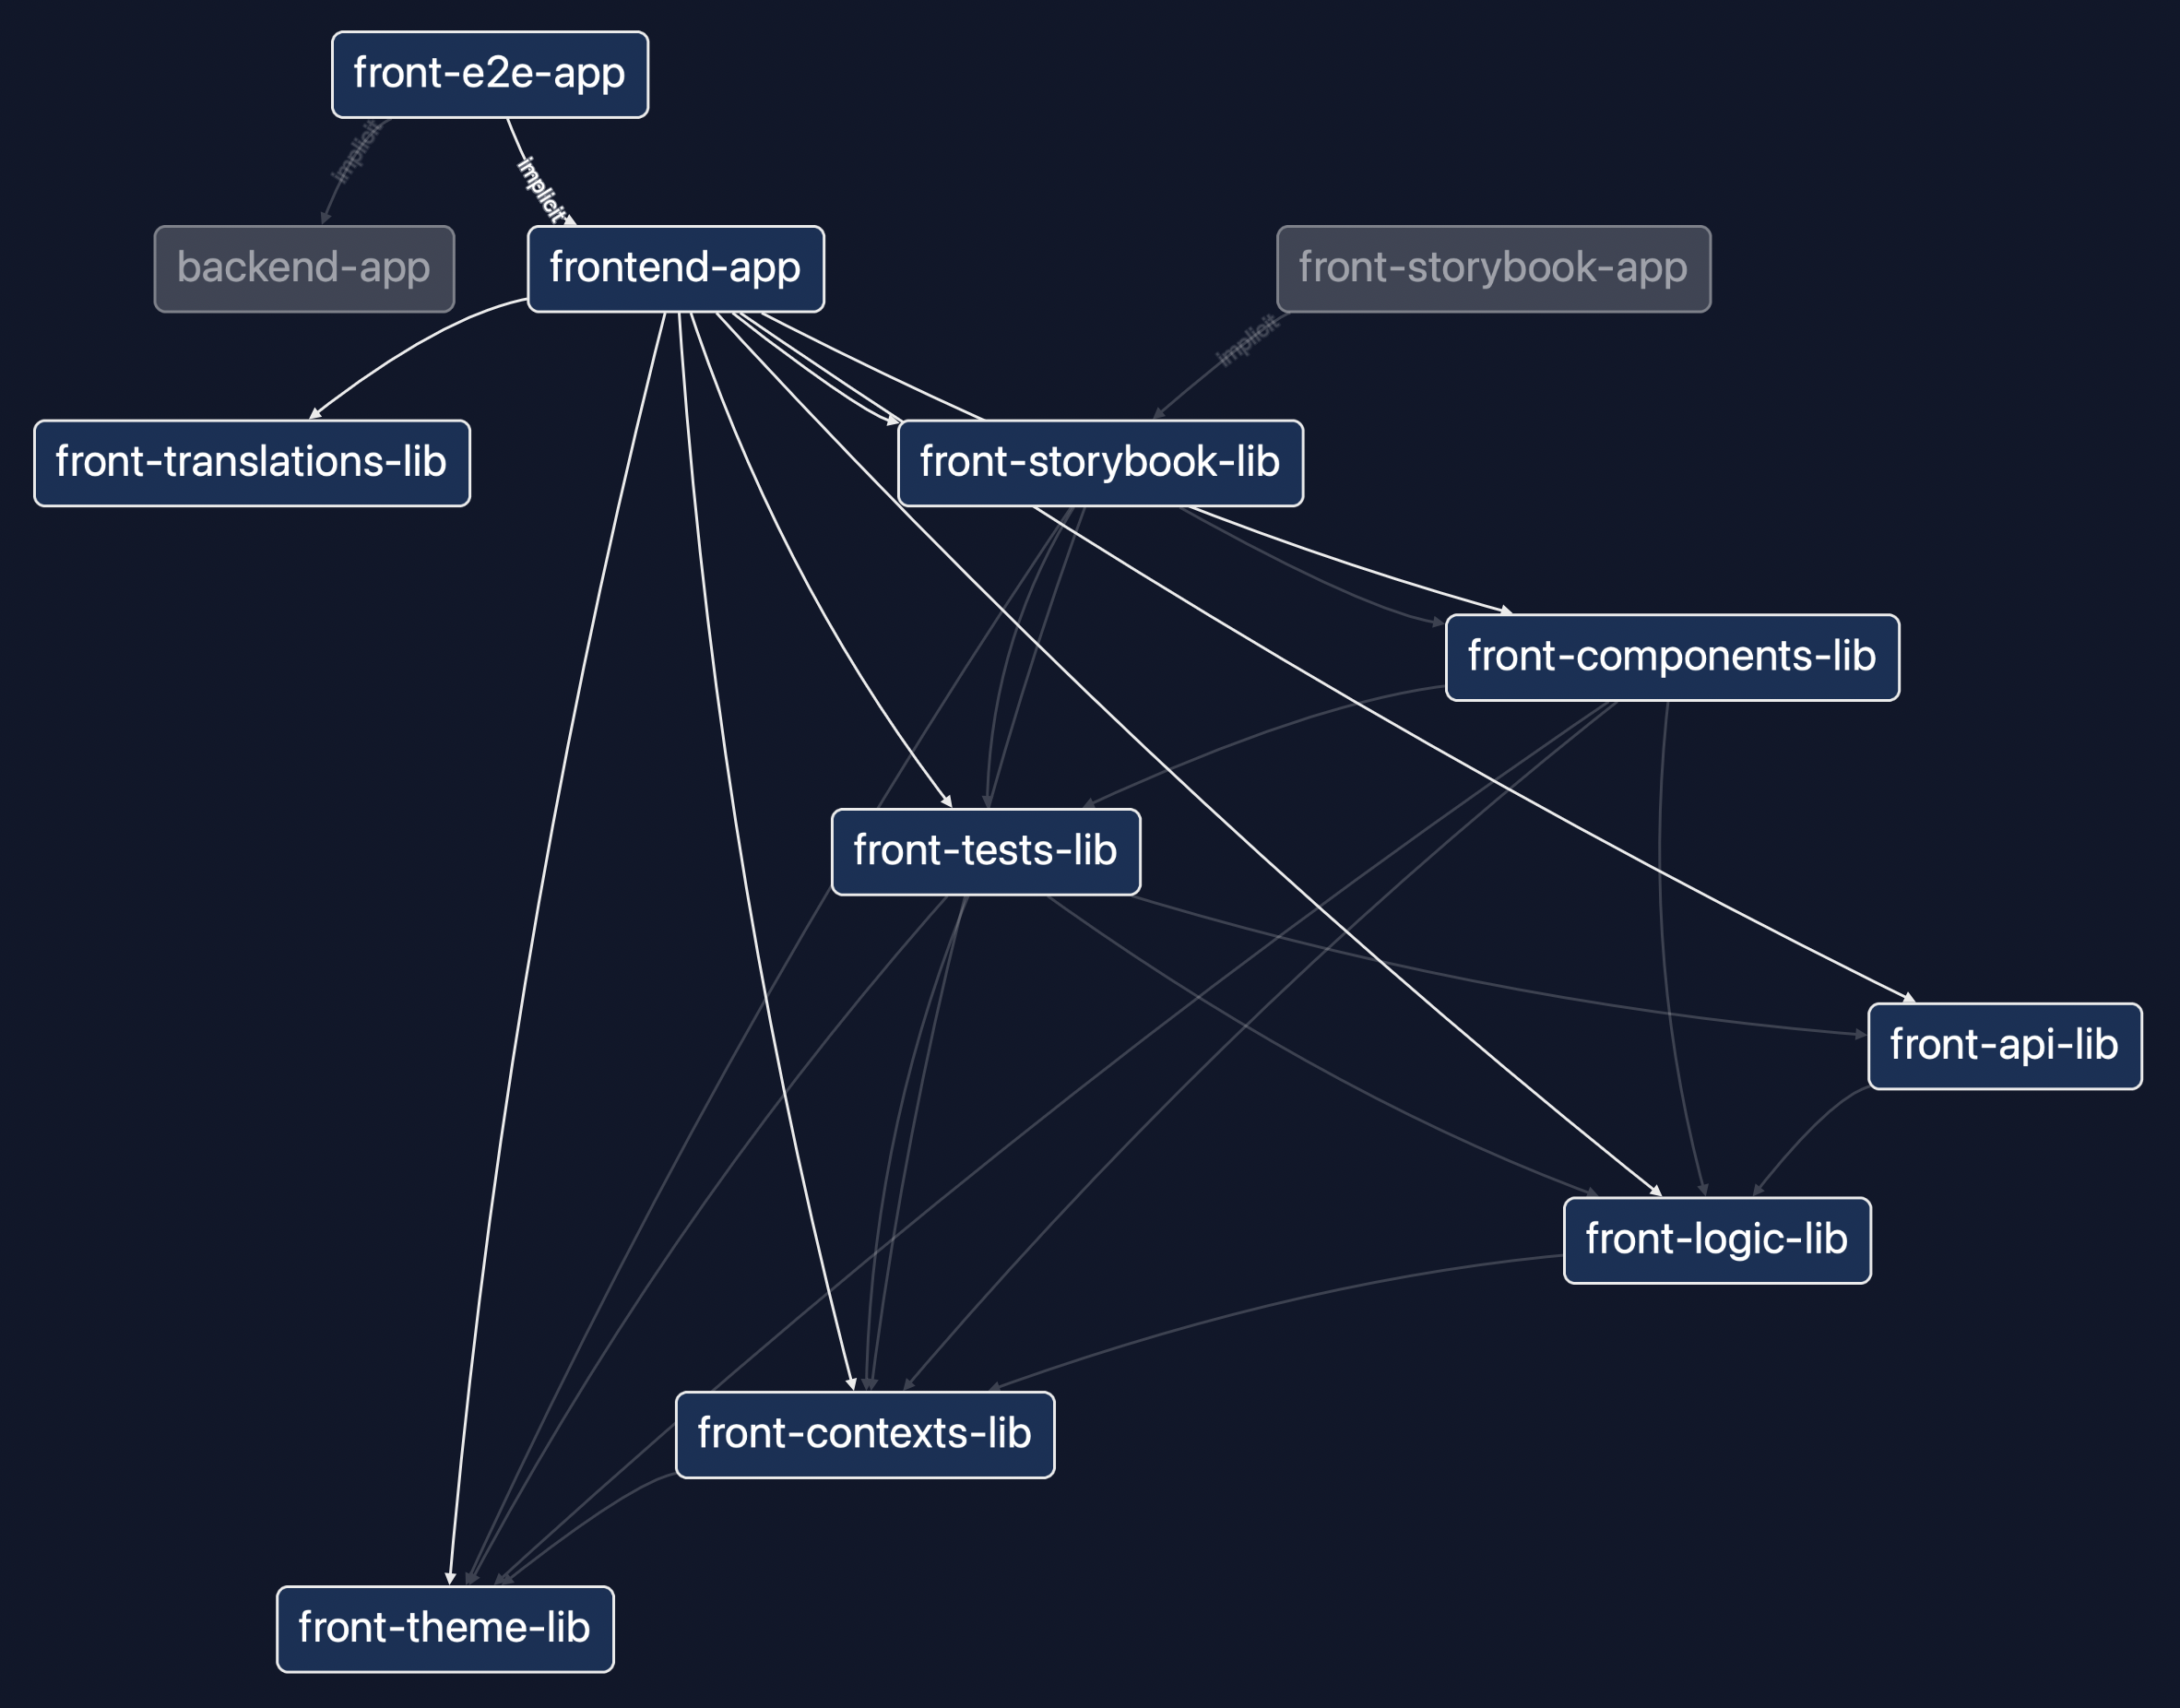 front-e2e-app
implicit
implicit
backend-app
frontend-app
front-storybook-app
implicit
front-translations-lib
front-storybook-lib
front-components-lib
front-tests-lib
front-api-lib
front-logic-lib
front-contexts-lib
front-theme-lib